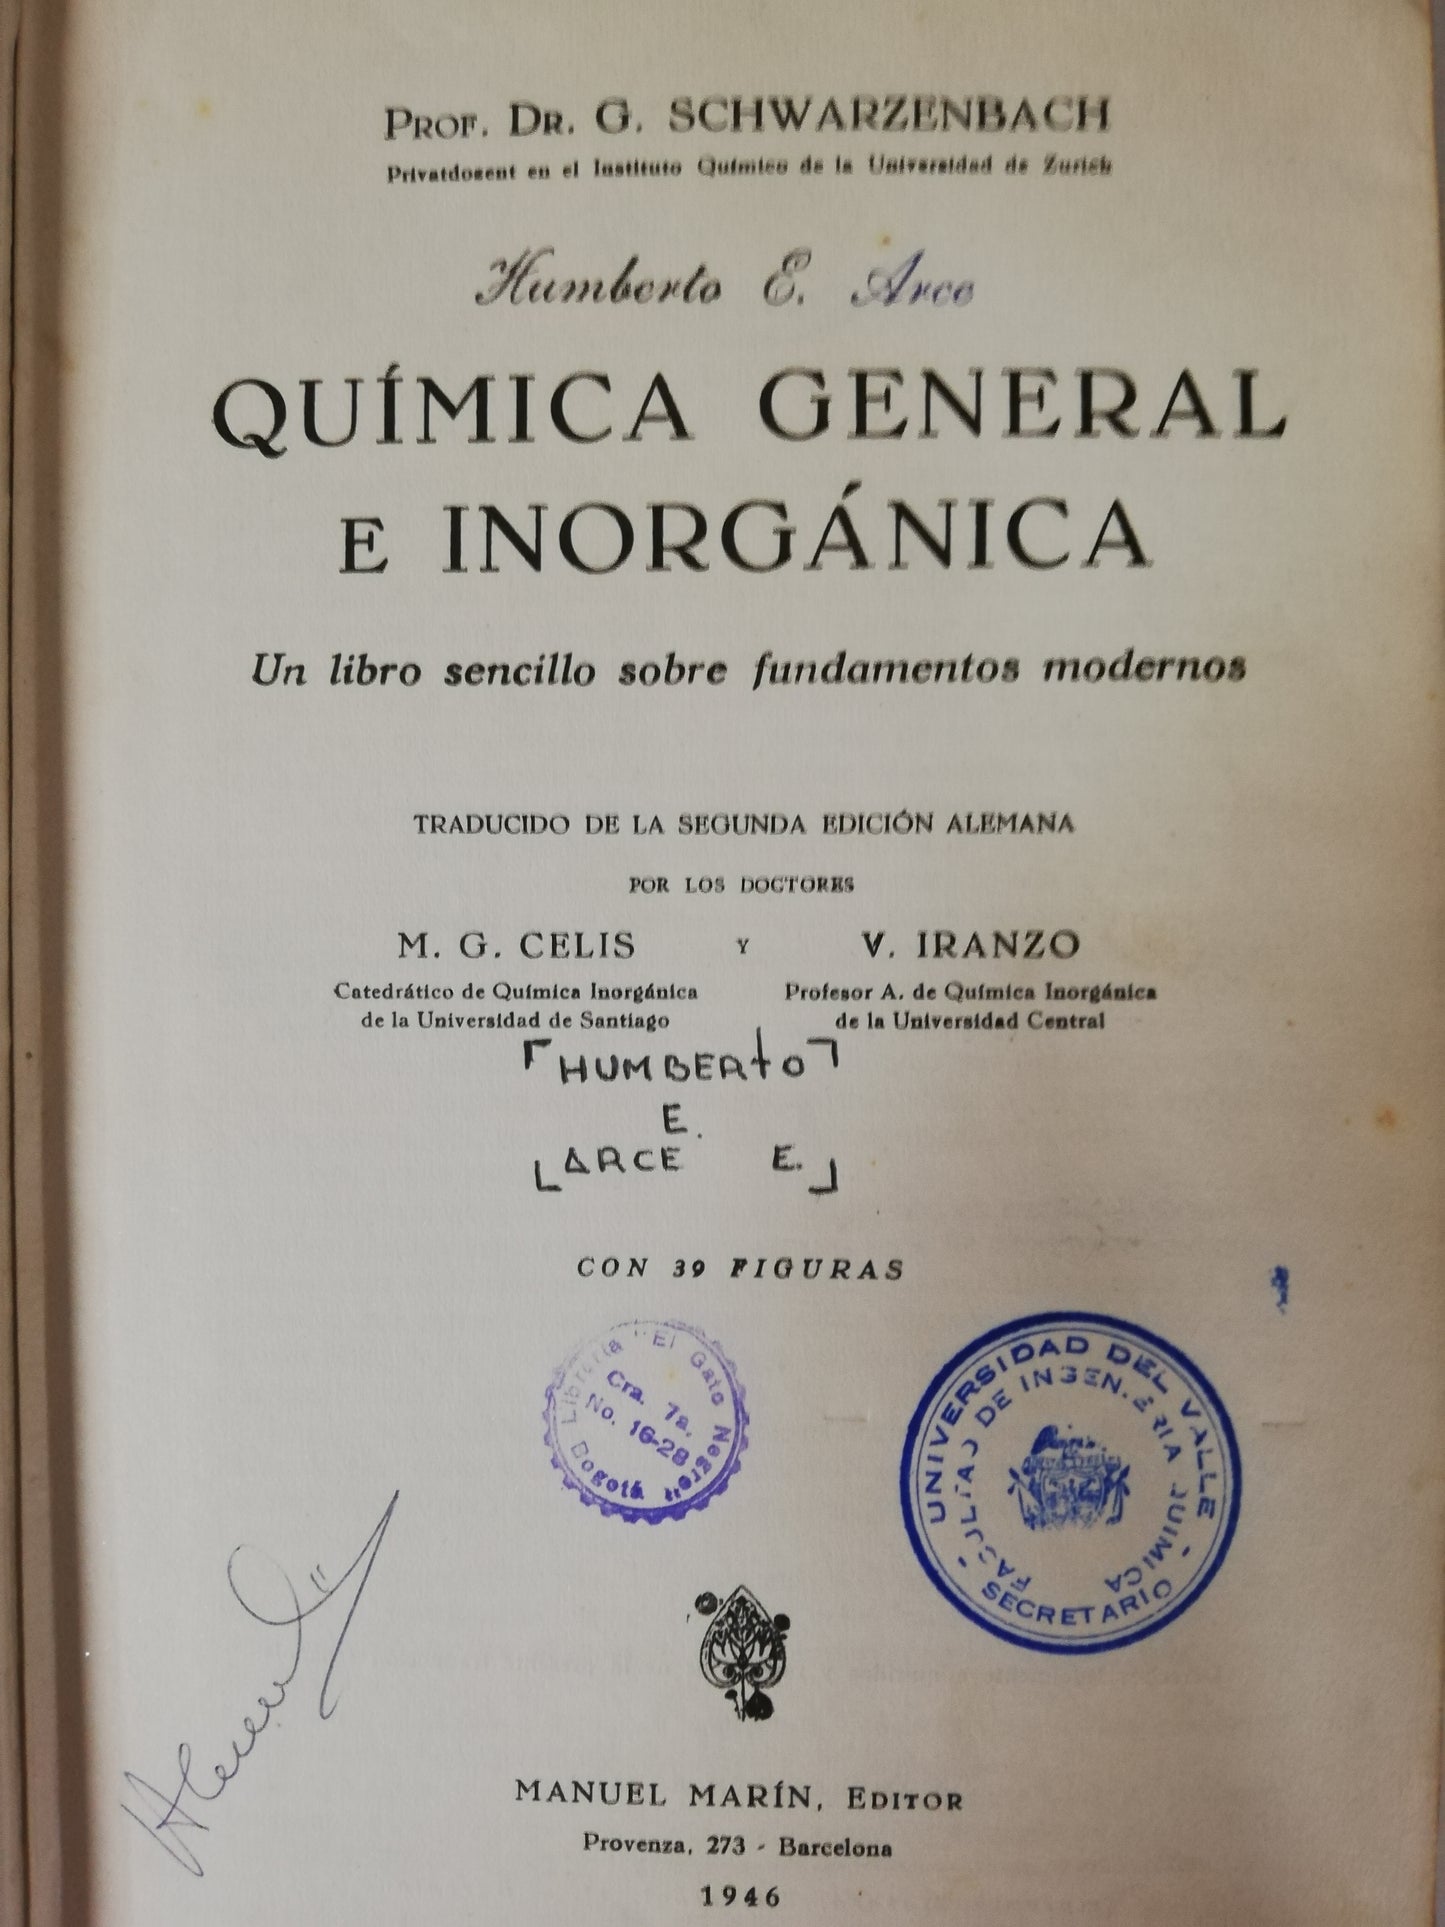 PROF. DR. G. SCHWARZENBACH
Privatdosent en el Instituto Químico de la Universidad de Zurich
Humberto E. Arce
QUÍMICA GENERAL
E INORGÁNICA
Un libro sencillo sobre fundamentos modernos
TRADUCIDO DE LA SEGUNDA EDICIÓN ALEMANA
POR LOS DOCTORES
M. G. CELIS Y V. IRANZO
Catedrático de Química Inorgánica
de la Universidad de Santiago
Profesor A. de Química Inorgánica
de la Universidad Central
HUMBERTO
E.
ARCE E.
CON 39 FIGURAS
Librería "El Gato Negro"
Cra. 7a.
No. 16-28
Bogotá
UNIVERSIDAD DEL VALLE
FACULTAD DE INGENIERIA QUIMICA
- SECRETARIO -
MANUEL MARÍN, EDITOR
Provenza, 273 - Barcelona
1946